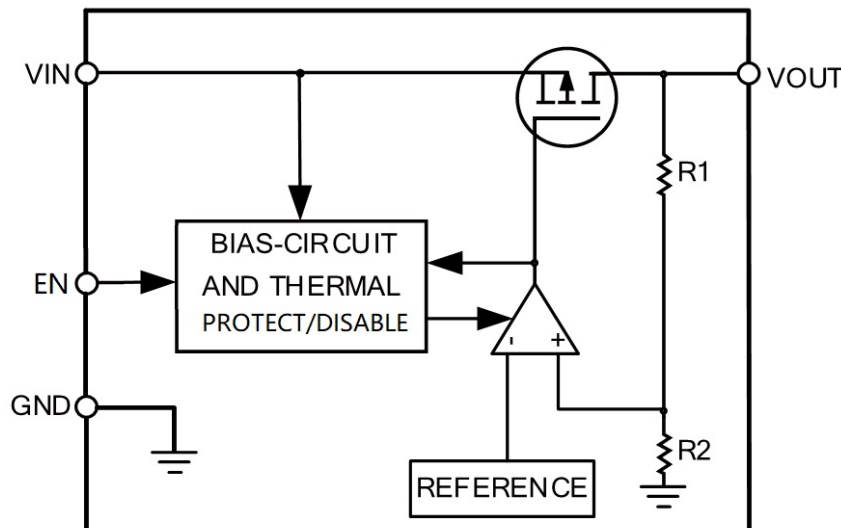 VIN
VOUT
R1
BIAS-CIRCUIT
AND THERMAL
PROTECT/DISABLE
EN
- +
GND
R2
REFERENCE